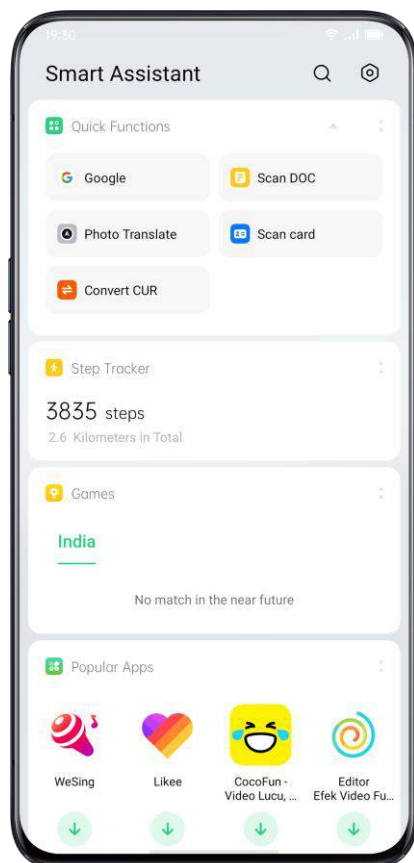 19:30
Smart Assistant
Quick Functions
Google
Scan DOC
Photo Translate
Scan card
Convert CUR
Step Tracker
3835 steps
2.6 Kilometers in Total
Games
India
No match in the near future
Popular Apps
WeSing
Likee
CocoFun -
Video Lucu, ...
Editor
Efek Video Fu...